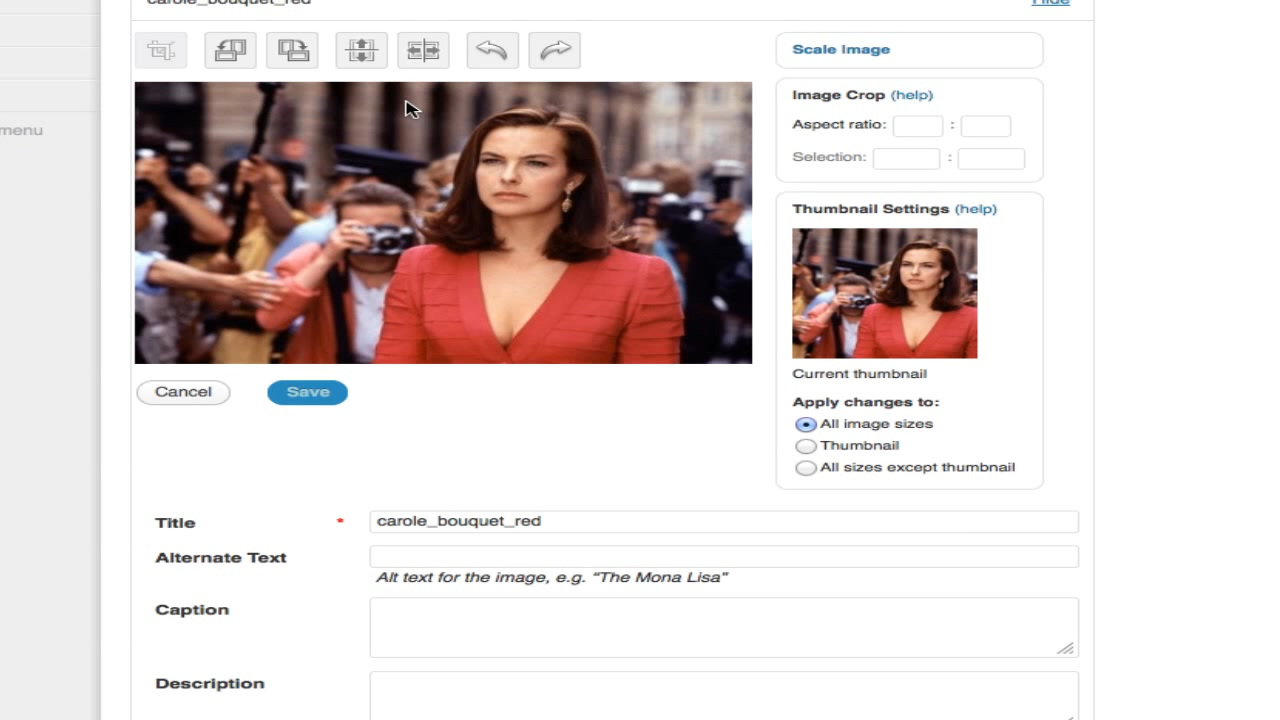 carole_bouquet_red
Hide
menu
Scale Image
Image Crop (help)
Aspect ratio: :
Selection: :
Thumbnail Settings (help)
Current thumbnail
Apply changes to:
All image sizes
Thumbnail
All sizes except thumbnail
Cancel
Save
Title * carole_bouquet_red
Alternate Text
Alt text for the image, e.g. “The Mona Lisa”
Caption
Description